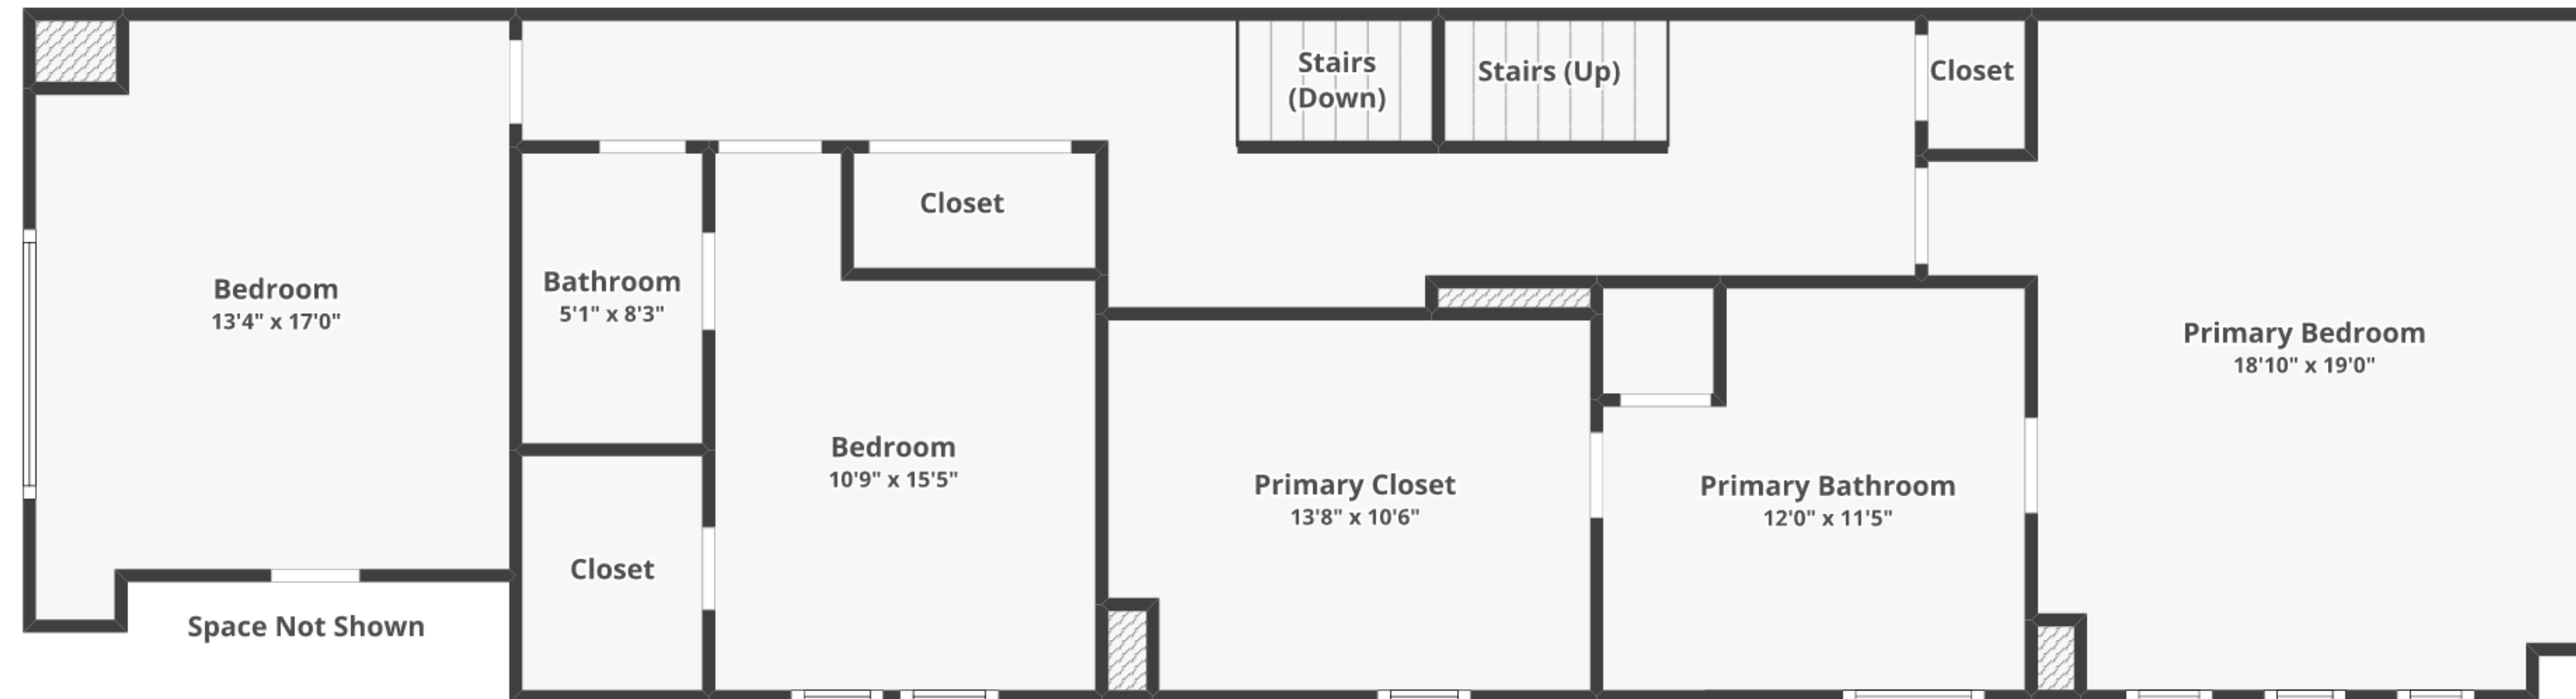 Stairs
(Down)
Stairs (Up)
Closet
Closet
Bedroom
13'4" x 17'0"
Bathroom
5'1" x 8'3"
Primary Bedroom
18'10" x 19'0"
Bedroom
10'9" x 15'5"
Primary Closet
13'8" x 10'6"
Primary Bathroom
12'0" x 11'5"
Closet
Space Not Shown